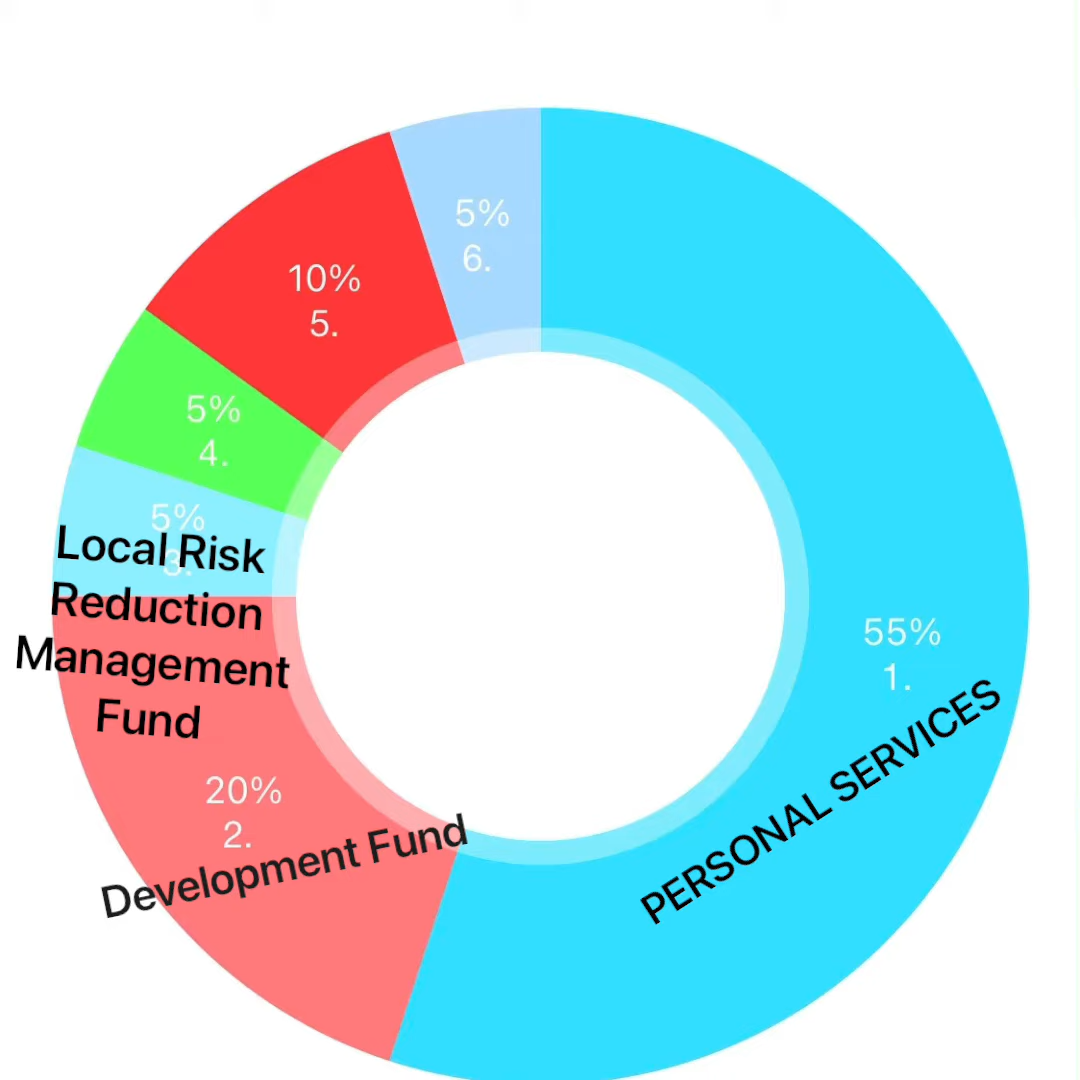 5%
6.
10%
5.
5%
4.
5%
3.
Local Risk
Reduction
Management
Fund
55%
1.
PERSONAL SERVICES
20%
2.
Development Fund